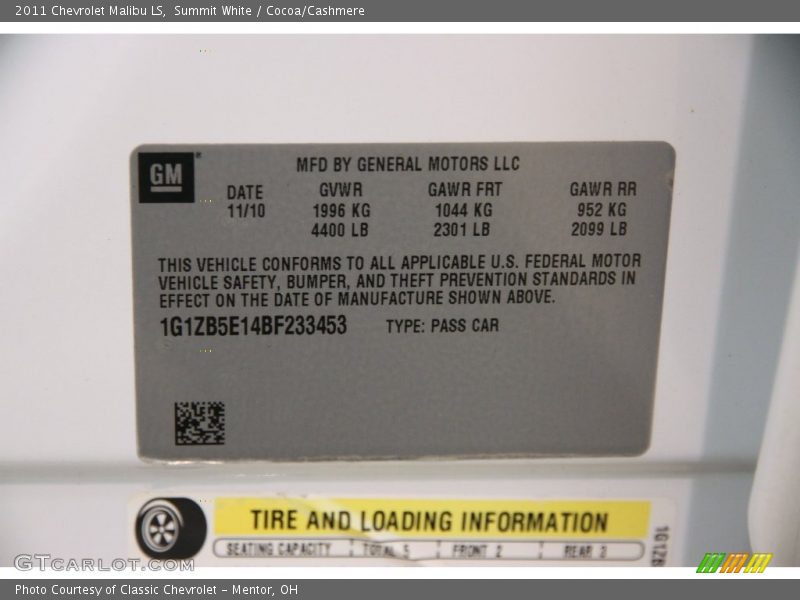 2011 Chevrolet Malibu LS,  Summit White / Cocoa/Cashmere
GM®
MFD BY GENERAL MOTORS LLC
DATE GVWR GAWR FRT GAWR RR
11/10 1996 KG 1044 KG 952 KG
4400 LB 2301 LB 2099 LB
THIS VEHICLE CONFORMS TO ALL APPLICABLE U.S. FEDERAL MOTOR
VEHICLE SAFETY, BUMPER, AND THEFT PREVENTION STANDARDS IN
EFFECT ON THE DATE OF MANUFACTURE SHOWN ABOVE.
1G1ZB5E14BF233453 TYPE: PASS CAR
TIRE AND LOADING INFORMATION
SEATING CAPACITY TOTAL 5 FRONT 2 REAR 3
1G1ZB
GTCARLOT.COM
Photo Courtesy of Classic Chevrolet - Mentor, OH